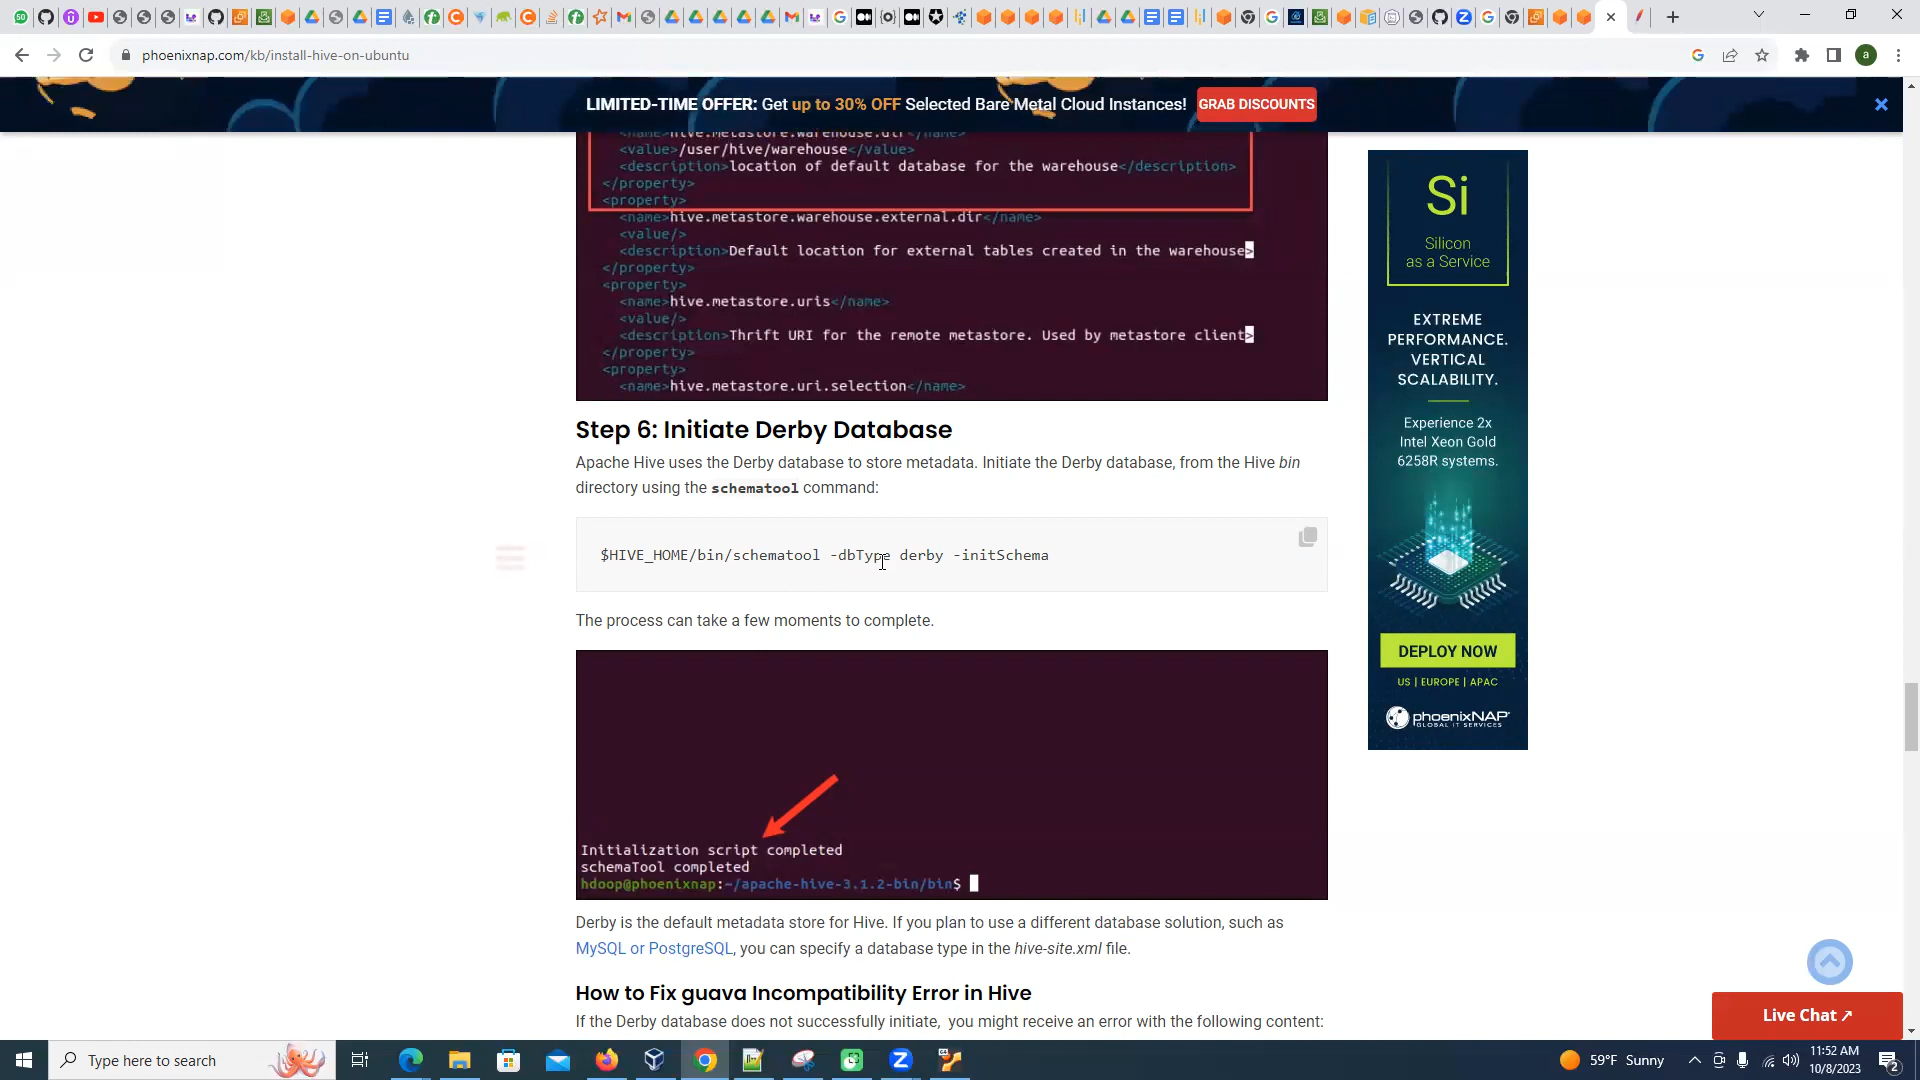 phoenixnap.com/kb/install-hive-on-ubuntu
a
LIMITED-TIME OFFER: Get up to 30% OFF Selected Bare Metal Cloud Instances! GRAB DISCOUNTS
<name>hive.metastore.warehouse.dir</name>
<value>/user/hive/warehouse</value>
<description>location of default database for the warehouse</description>
</property>
<property>
<name>hive.metastore.warehouse.external.dir</name>
<value/>
<description>Default location for external tables created in the warehouse>
</property>
<property>
<name>hive.metastore.uris</name>
<value/>
<description>Thrift URI for the remote metastore. Used by metastore client>
</property>
<property>
<name>hive.metastore.uri.selection</name>
Step 6: Initiate Derby Database
Apache Hive uses the Derby database to store metadata. Initiate the Derby database, from the Hive bin
directory using the schematool command:
$HIVE_HOME/bin/schematool -dbType derby -initSchema
The process can take a few moments to complete.
Initialization script completed
schemaTool completed
hdoop@phoenixnap:~/apache-hive-3.1.2-bin/bin$
Derby is the default metadata store for Hive. If you plan to use a different database solution, such as
MySQL or PostgreSQL, you can specify a database type in the hive-site.xml file.
How to Fix guava Incompatibility Error in Hive
If the Derby database does not successfully initiate,  you might receive an error with the following content:
Si
Silicon
as a Service
EXTREME
PERFORMANCE.
VERTICAL
SCALABILITY.
Experience 2x
Intel Xeon Gold
6258R systems.
DEPLOY NOW
US | EUROPE | APAC
phoenixNAP
GLOBAL IT SERVICES
Live Chat
Type here to search
59°F Sunny
11:52 AM
10/8/2023
2